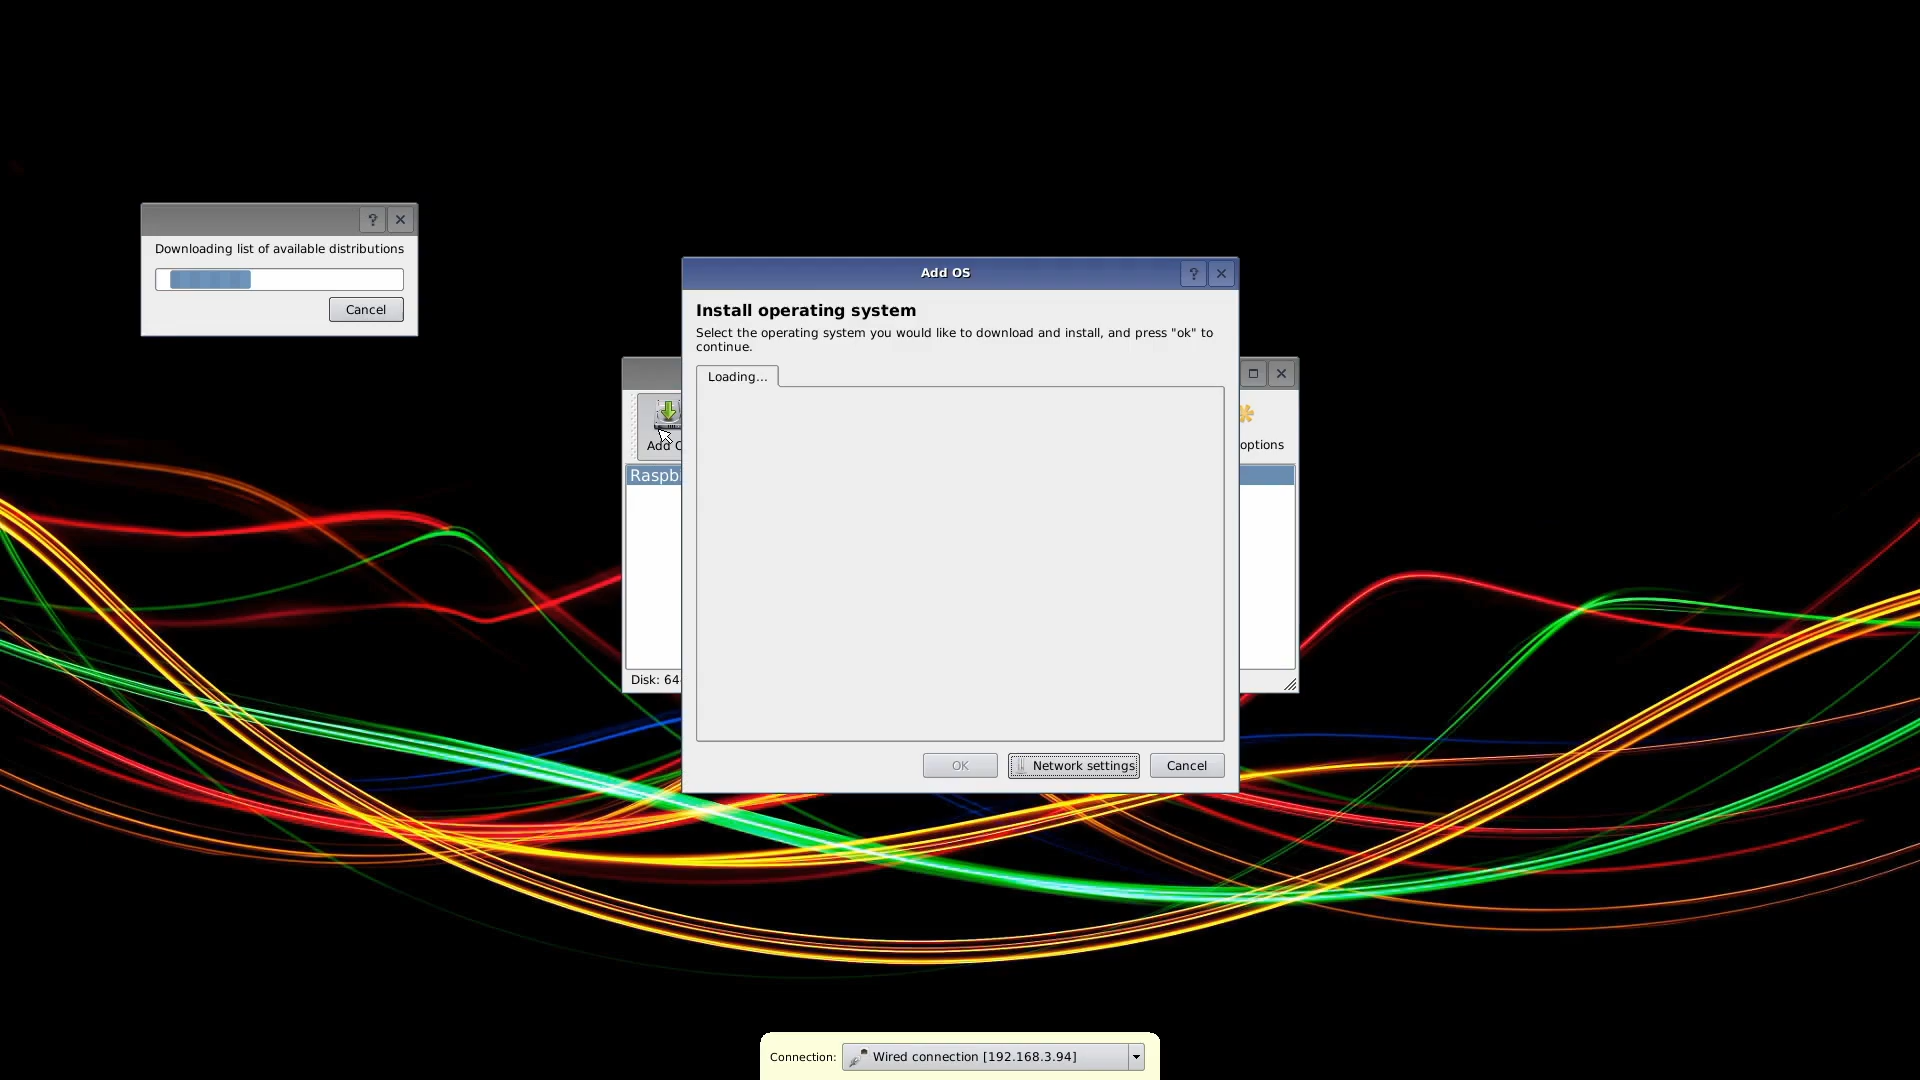 Downloading list of available distributions
Cancel
Add OS
Install operating system
Select the operating system you would like to download and install, and press "ok" to
continue.
Loading...
Add
options
Raspb
Disk: 64
OK
Network settings
Cancel
Connection:
Wired connection [192.168.3.94]